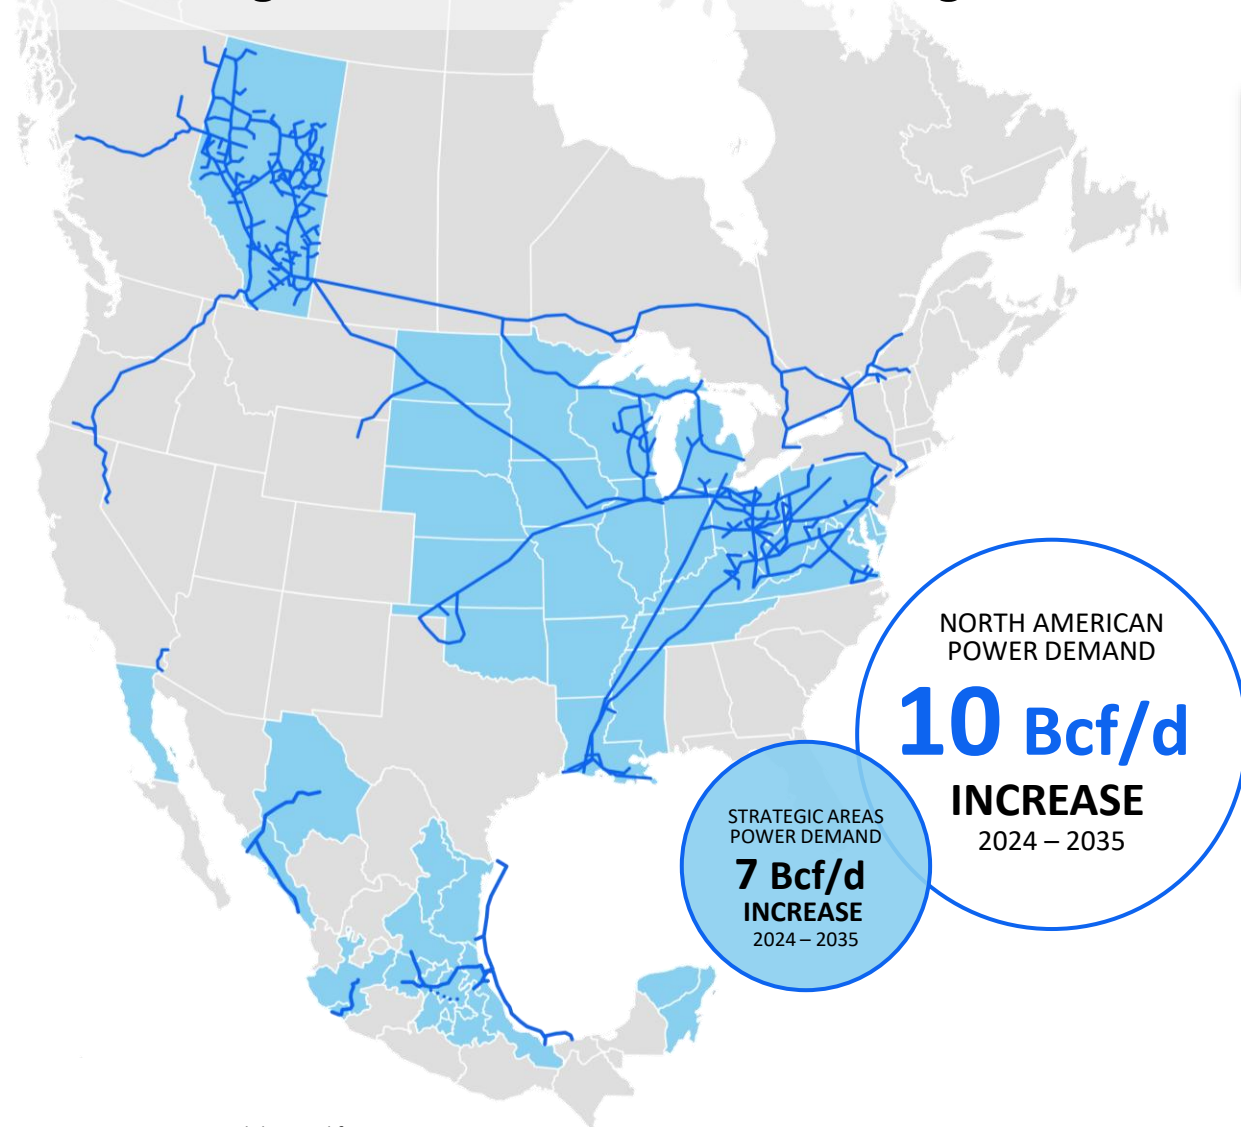 NORTH AMERICAN
POWER DEMAND
10 Bcf/d
INCREASE
2024 – 2035
STRATEGIC AREAS
POWER DEMAND
7 Bcf/d
INCREASE
2024 – 2035